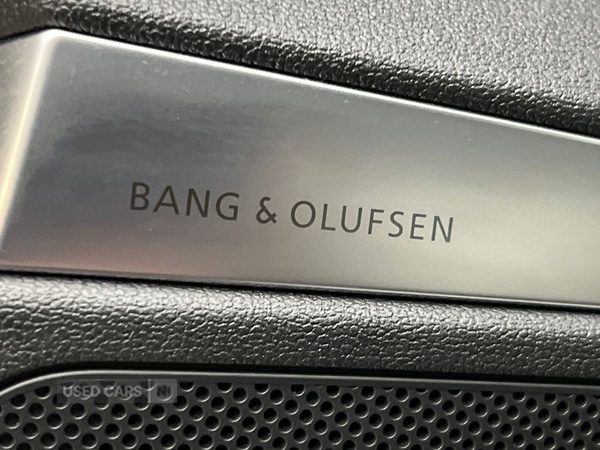 BANG & OLUFSEN
USED CARS NI